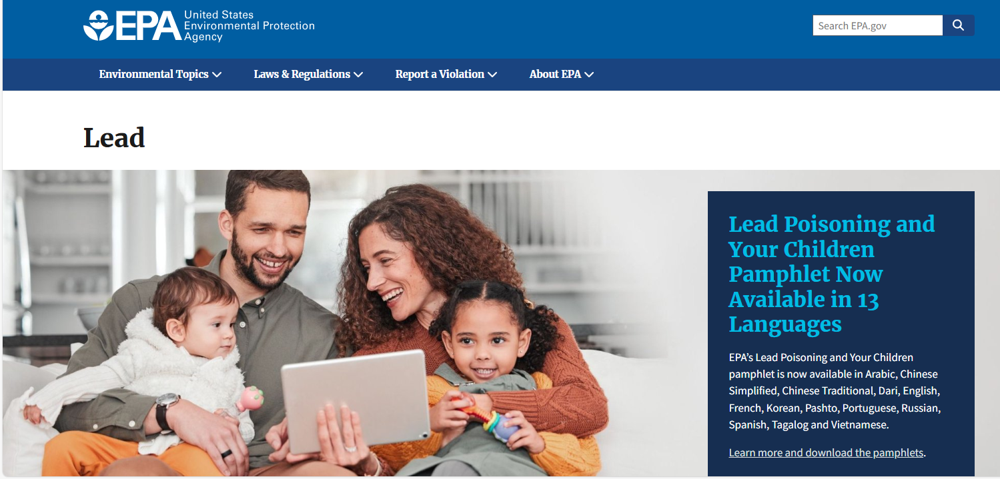 EPA
United States
Environmental Protection
Agency
Search EPA.gov
Environmental Topics
Laws & Regulations
Report a Violation
About EPA
Lead
Lead Poisoning and
Your Children
Pamphlet Now
Available in 13
Languages
EPA’s Lead Poisoning and Your Children
pamphlet is now available in Arabic, Chinese
Simplified, Chinese Traditional, Dari, English,
French, Korean, Pashto, Portuguese, Russian,
Spanish, Tagalog and Vietnamese.
Learn more and download the pamphlets.